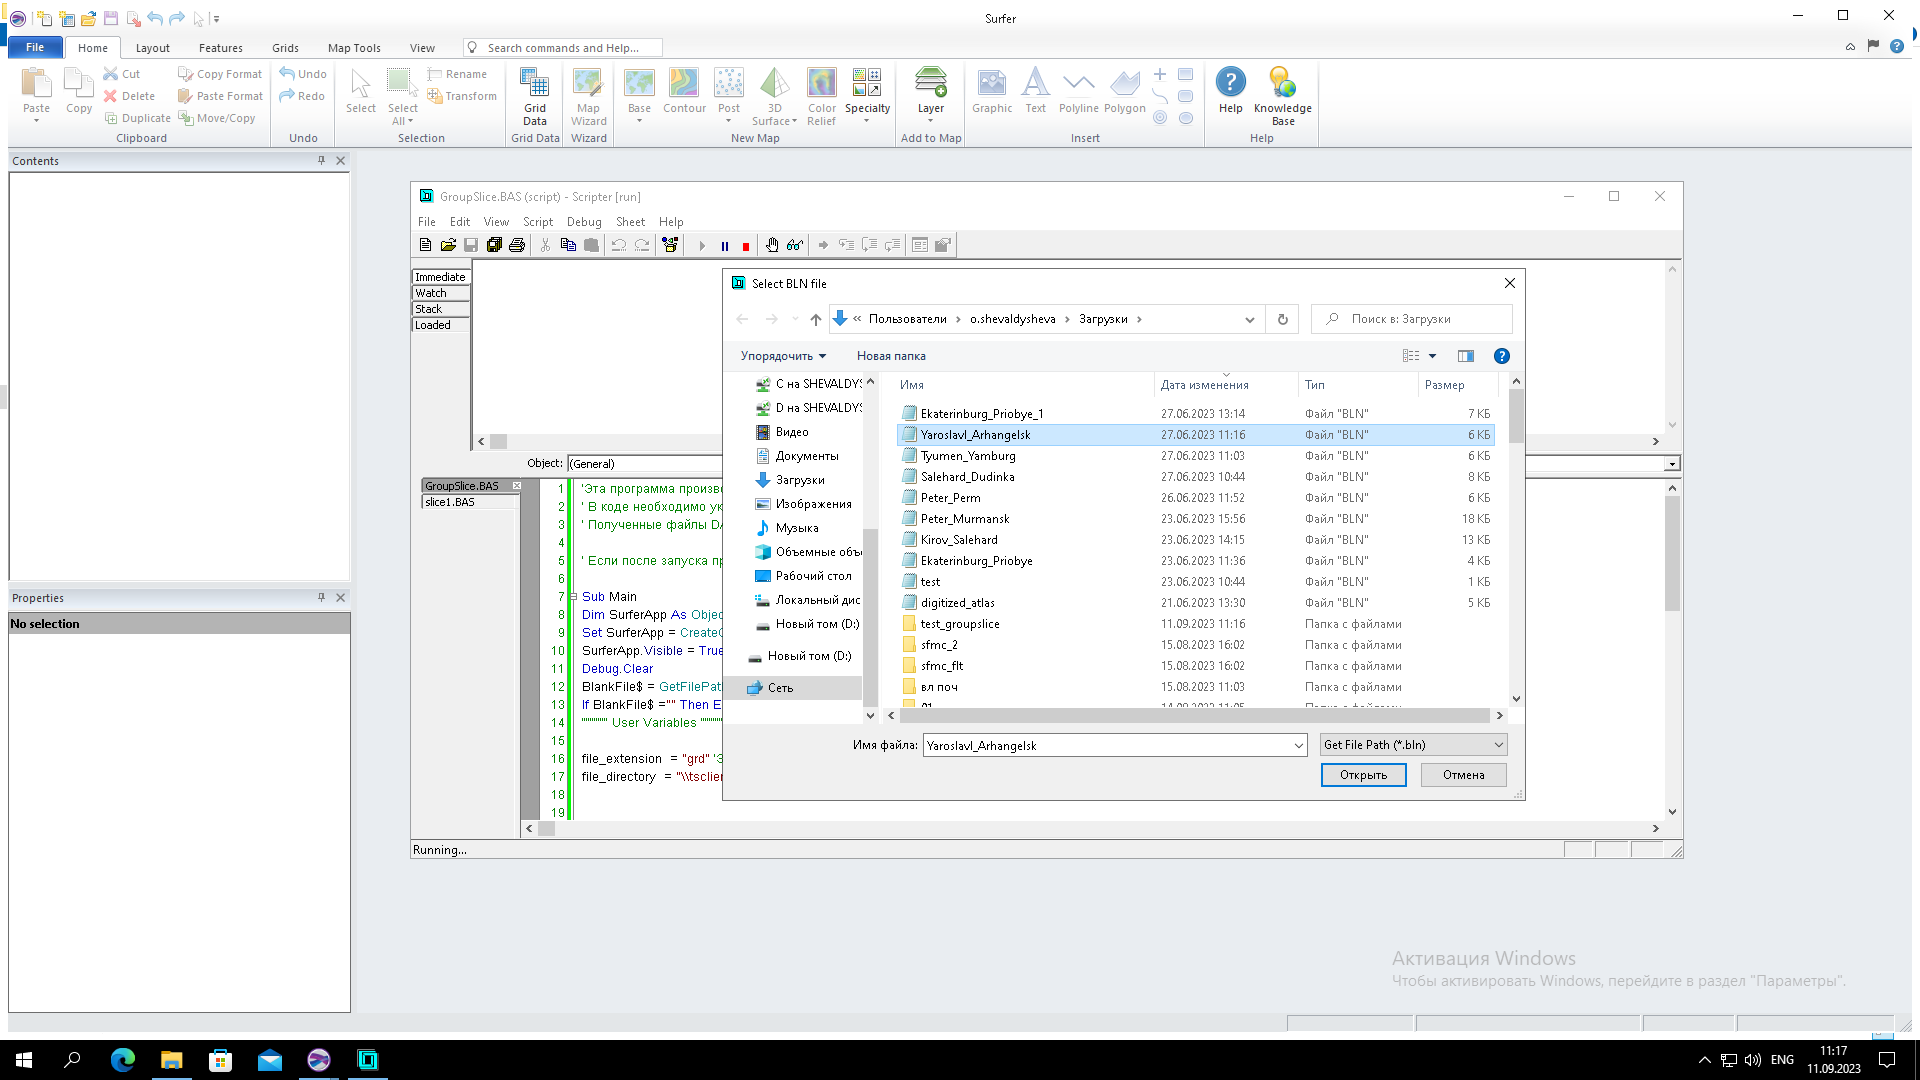 Surfer
File Home Layout Features Grids Map Tools View Search commands and Help...
Paste Copy Cut Delete Duplicate Copy Format Paste Format Move/Copy
Undo Redo
Select Select All Rename Transform
Grid Data Map Wizard Base Contour Post 3D Surface Color Relief Specialty Layer
Graphic Text Polyline Polygon Help Knowledge Base
Clipboard Undo Selection Grid Data Wizard New Map Add to Map Insert Help
Contents
GroupSlice.BAS (script) - Scripter [run]
File Edit View Script Debug Sheet Help
Immediate
Watch
Stack
Loaded
Select BLN file
« Пользователи › o.shevaldysheva › Загрузки › Поиск в: Загрузки
Упорядочить Новая папка
C на SHEVALDYS
D на SHEVALDYS
Видео
Документы
Загрузки
Изображения
Музыка
Объемные объ
Рабочий стол
Локальный дис
Новый том (D:)
Новый том (D:)
Сеть
Имя Дата изменения Тип Размер
Ekaterinburg_Priobye_1 27.06.2023 13:14 Файл "BLN" 7 КБ
Yaroslavl_Arhangelsk 27.06.2023 11:16 Файл "BLN" 6 КБ
Tyumen_Yamburg 27.06.2023 11:03 Файл "BLN" 6 КБ
Salehard_Dudinka 27.06.2023 10:44 Файл "BLN" 8 КБ
Peter_Perm 26.06.2023 11:52 Файл "BLN" 6 КБ
Peter_Murmansk 23.06.2023 15:56 Файл "BLN" 18 КБ
Kirov_Salehard 23.06.2023 14:15 Файл "BLN" 13 КБ
Ekaterinburg_Priobye 23.06.2023 11:36 Файл "BLN" 4 КБ
test 23.06.2023 10:44 Файл "BLN" 1 КБ
digitized_atlas 21.06.2023 13:30 Файл "BLN" 5 КБ
test_groupslice 11.09.2023 11:16 Папка с файлами
sfmc_2 15.08.2023 16:02 Папка с файлами
sfmc_flt 15.08.2023 16:02 Папка с файлами
вл поч 15.08.2023 11:03 Папка с файлами
Имя файла: Yaroslavl_Arhangelsk Get File Path (*.bln)
Открыть Отмена
Object: (General)
GroupSlice.BAS
slice1.BAS
1 'Эта программа произво
2 ' В коде необходимо ук
3 ' Полученные файлы DA
4
5 ' Если после запуска пр
6
7 Sub Main
8 Dim SurferApp As Objec
9 Set SurferApp = CreateO
10 SurferApp.Visible = True
11 Debug.Clear
12 BlankFile$ = GetFilePat
13 If BlankFile$ ="" Then E
14 """"""" User Variables """""""
15
16 file_extension = "grd" 'З
17 file_directory = "\\tsclien
18
19
Running...
Properties
No selection
Активация Windows
Чтобы активировать Windows, перейдите в раздел "Параметры".
ENG 11:17
11.09.2023